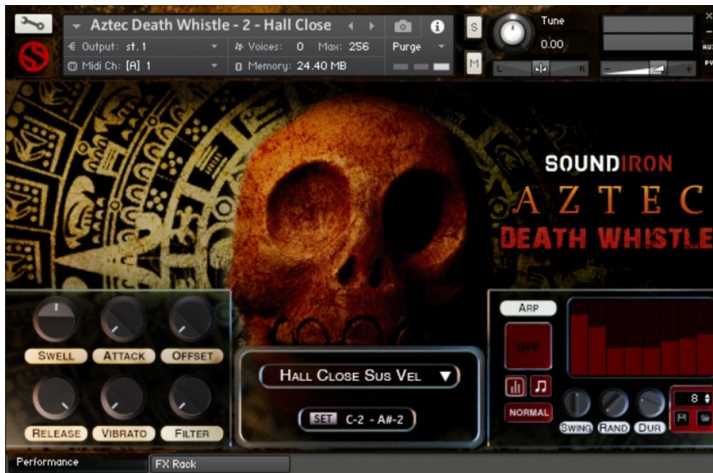 Aztec Death Whistle - 2 - Hall Close
Output: st. 1
Voices: 0 Max: 256
Purge
Midi Ch: [A] 1
Memory: 24.40 MB
S
M
Tune
0.00
L
R
- +
SOUNDIRON
AZTEC
DEATH WHISTLE
SWELL
ATTACK
OFFSET
RELEASE
VIBRATO
FILTER
HALL CLOSE SUS VEL
SET C-2 - A#-2
ARP
OFF
NORMAL
SWING
RAND
DUR
8
Performance
FX Rack